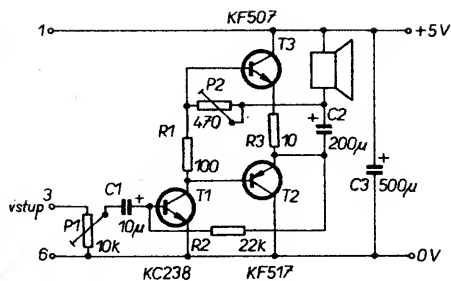 KF507
1
+5V
T3
P2
470
C2
+
200µ
R1
100
R3
10
C3
+
500µ
3
vstup
P1
10k
C1
+
10µ
T1
T2
R2
22k
6
0V
KC238
KF517